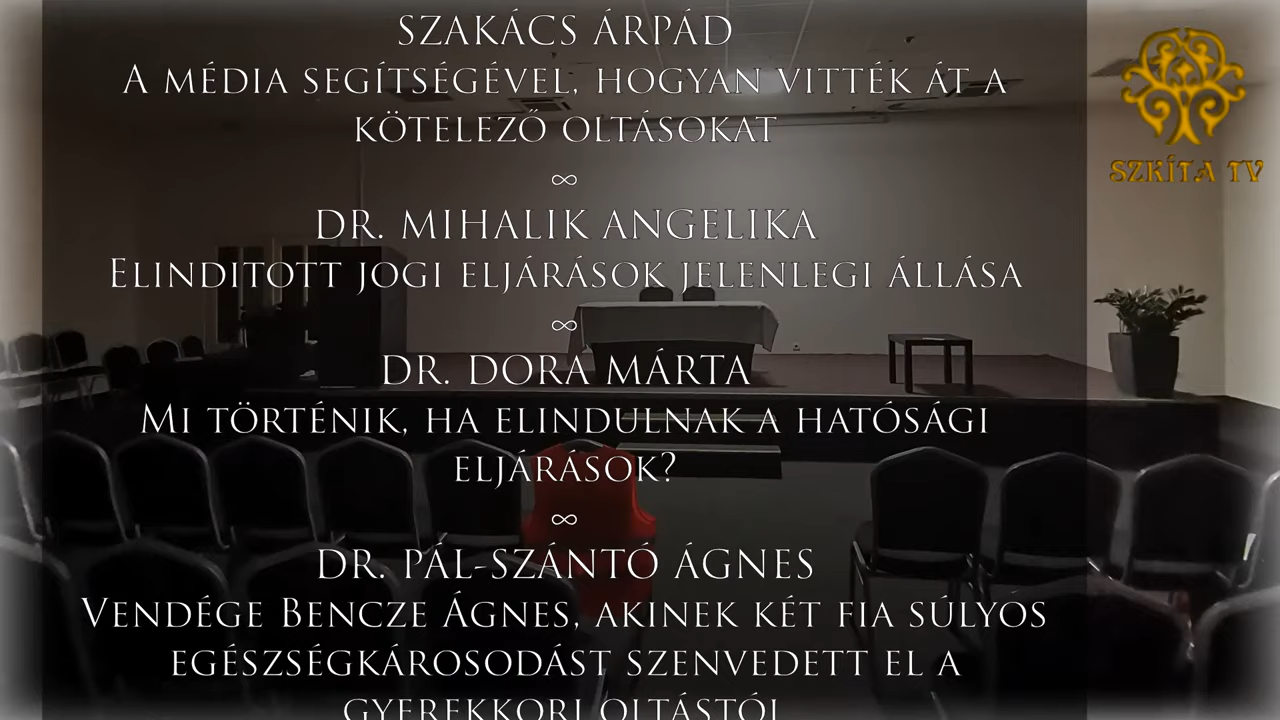 SZAKÁCS ÁRPÁD
A MÉDIA SEGÍTSÉGÉVEL, HOGYAN VITTÉK ÁT A
KÖTELEZŐ OLTÁSOKAT
∞
DR. MIHALIK ANGELIKA
ELINDITOTT JOGI ELJÁRÁSOK JELENLEGI ÁLLÁSA
∞
DR. DORA MÁRTA
MI TÖRTÉNIK, HA ELINDULNAK A HATÓSÁGI
ELJÁRÁSOK?
∞
DR. PÁL-SZÁNTÓ ÁGNES
VENDÉGE BENCZE ÁGNES, AKINEK KÉT FIA SÚLYOS
EGÉSZSÉGKÁROSODÁST SZENVEDETT EL A
GYEREKKORI OLTÁSTÓL
SZKÍTA TV